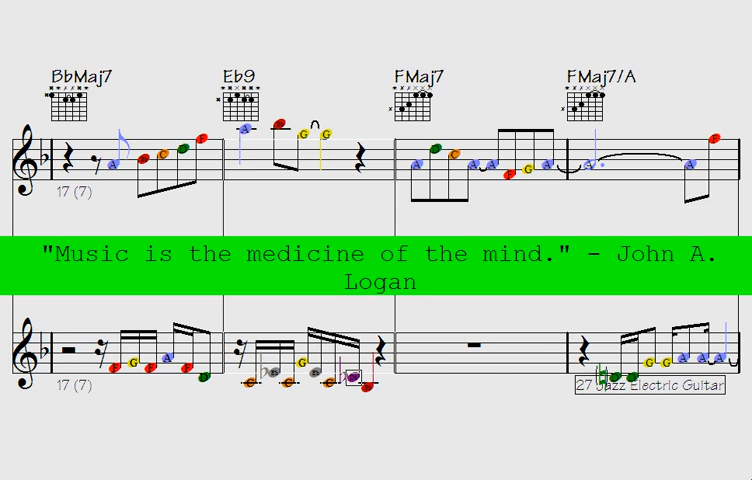 BbMaj7 Eb9 FMaj7 FMaj7/A
A B C D F A B G G A D C A A F G A A A F
17 (7)
"Music is the medicine of the mind." - John A.
Logan
F G F A F D C B C G B C B D D G G A A A
17 (7)
27 Jazz Electric Guitar